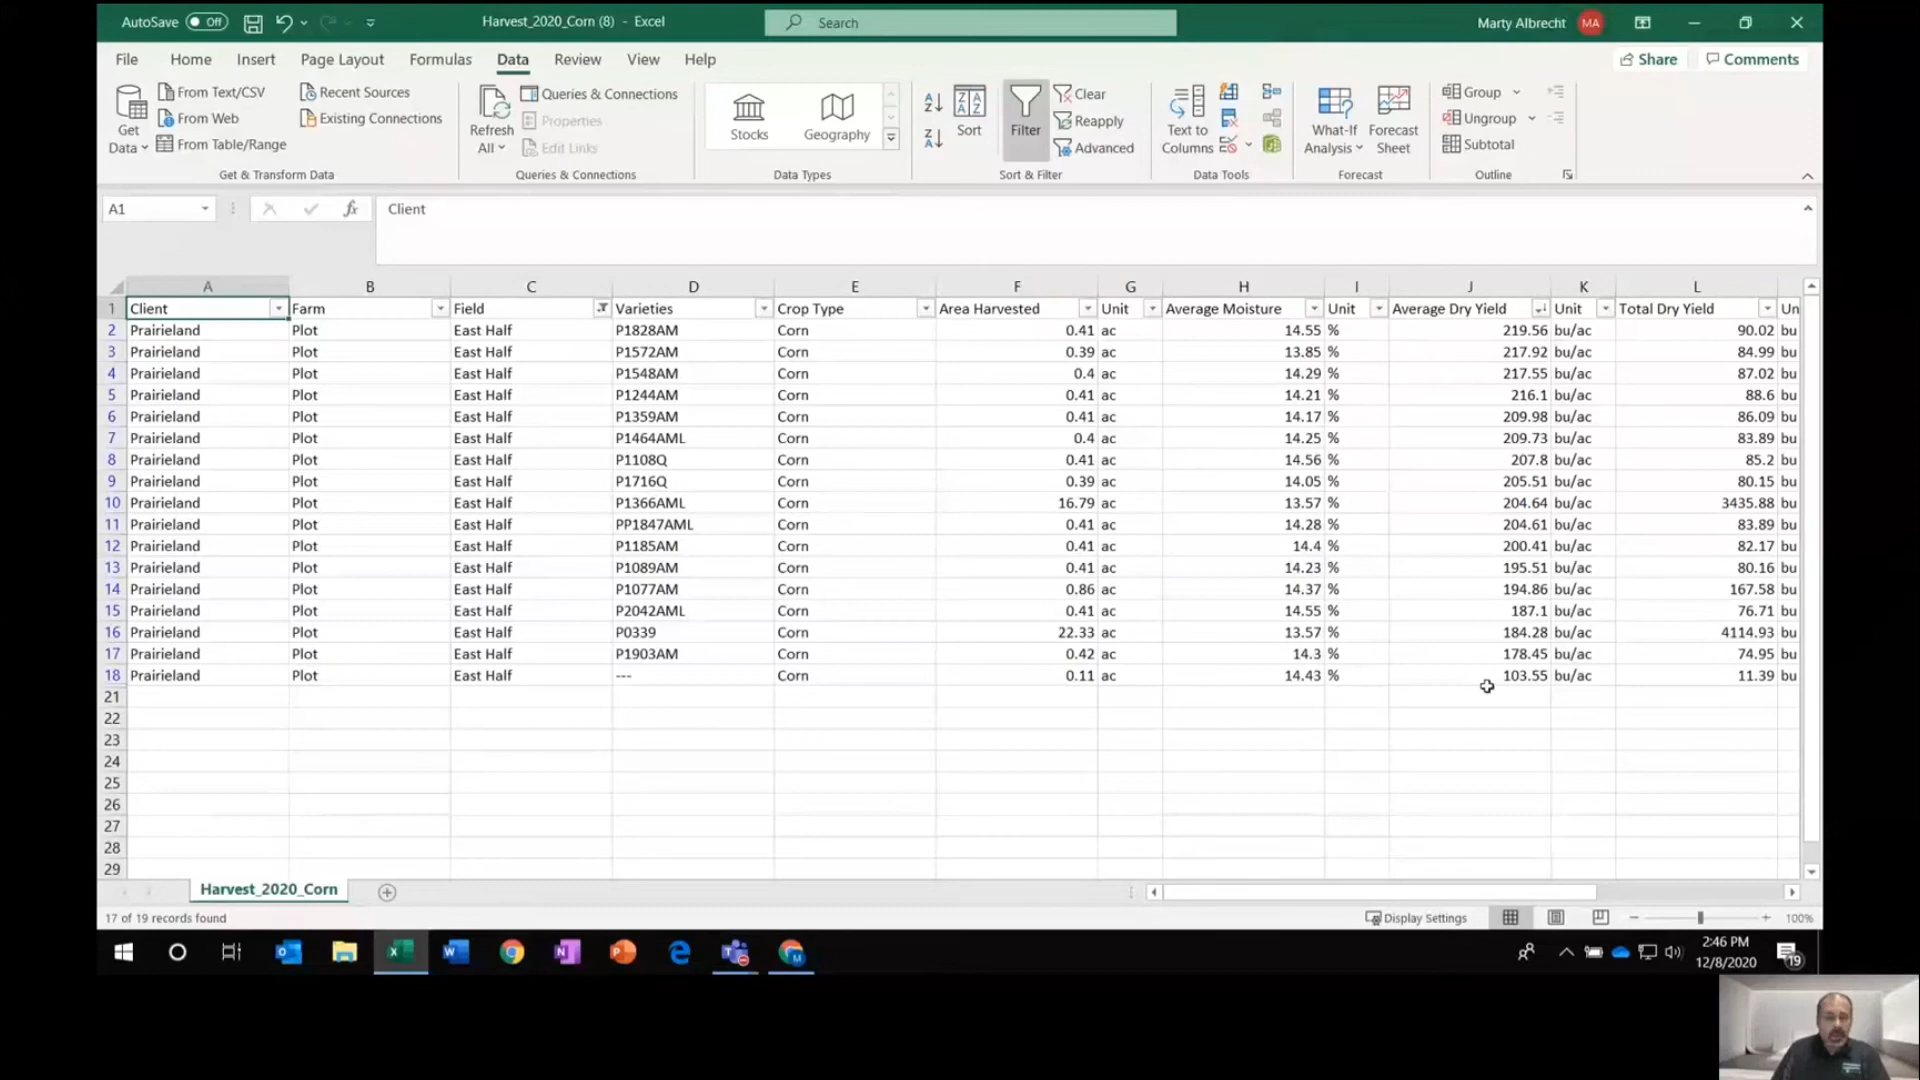 AutoSave Off Harvest_2020_Corn (8) - Excel Search Marty Albrecht MA
File Home Insert Page Layout Formulas Data Review View Help Share Comments
Get Data From Text/CSV From Web From Table/Range Recent Sources Existing Connections
Get & Transform Data
Refresh All Queries & Connections Properties Edit Links
Queries & Connections
Stocks Geography
Data Types
Sort Filter Clear Reapply Advanced
Sort & Filter
Text to Columns
Data Tools
What-If Analysis Forecast Sheet
Forecast
Group Ungroup Subtotal
Outline
A1 fx Client
A B C D E F G H I J K L
1 Client Farm Field Varieties Crop Type Area Harvested Unit Average Moisture Unit Average Dry Yield Unit Total Dry Yield Un
2 Prairieland Plot East Half P1828AM Corn 0.41 ac 14.55 % 219.56 bu/ac 90.02 bu
3 Prairieland Plot East Half P1572AM Corn 0.39 ac 13.85 % 217.92 bu/ac 84.99 bu
4 Prairieland Plot East Half P1548AM Corn 0.4 ac 14.29 % 217.55 bu/ac 87.02 bu
5 Prairieland Plot East Half P1244AM Corn 0.41 ac 14.21 % 216.1 bu/ac 88.6 bu
6 Prairieland Plot East Half P1359AM Corn 0.41 ac 14.17 % 209.98 bu/ac 86.09 bu
7 Prairieland Plot East Half P1464AML Corn 0.4 ac 14.25 % 209.73 bu/ac 83.89 bu
8 Prairieland Plot East Half P1108Q Corn 0.41 ac 14.56 % 207.8 bu/ac 85.2 bu
9 Prairieland Plot East Half P1716Q Corn 0.39 ac 14.05 % 205.51 bu/ac 80.15 bu
10 Prairieland Plot East Half P1366AML Corn 16.79 ac 13.57 % 204.64 bu/ac 3435.88 bu
11 Prairieland Plot East Half PP1847AML Corn 0.41 ac 14.28 % 204.61 bu/ac 83.89 bu
12 Prairieland Plot East Half P1185AM Corn 0.41 ac 14.4 % 200.41 bu/ac 82.17 bu
13 Prairieland Plot East Half P1089AM Corn 0.41 ac 14.23 % 195.51 bu/ac 80.16 bu
14 Prairieland Plot East Half P1077AM Corn 0.86 ac 14.37 % 194.86 bu/ac 167.58 bu
15 Prairieland Plot East Half P2042AML Corn 0.41 ac 14.55 % 187.1 bu/ac 76.71 bu
16 Prairieland Plot East Half P0339 Corn 22.33 ac 13.57 % 184.28 bu/ac 4114.93 bu
17 Prairieland Plot East Half P1903AM Corn 0.42 ac 14.3 % 178.45 bu/ac 74.95 bu
18 Prairieland Plot East Half --- Corn 0.11 ac 14.43 % 103.55 bu/ac 11.39 bu
21
22
23
24
25
26
27
28
29
Harvest_2020_Corn
17 of 19 records found Display Settings 100%
2:46 PM
12/8/2020
19